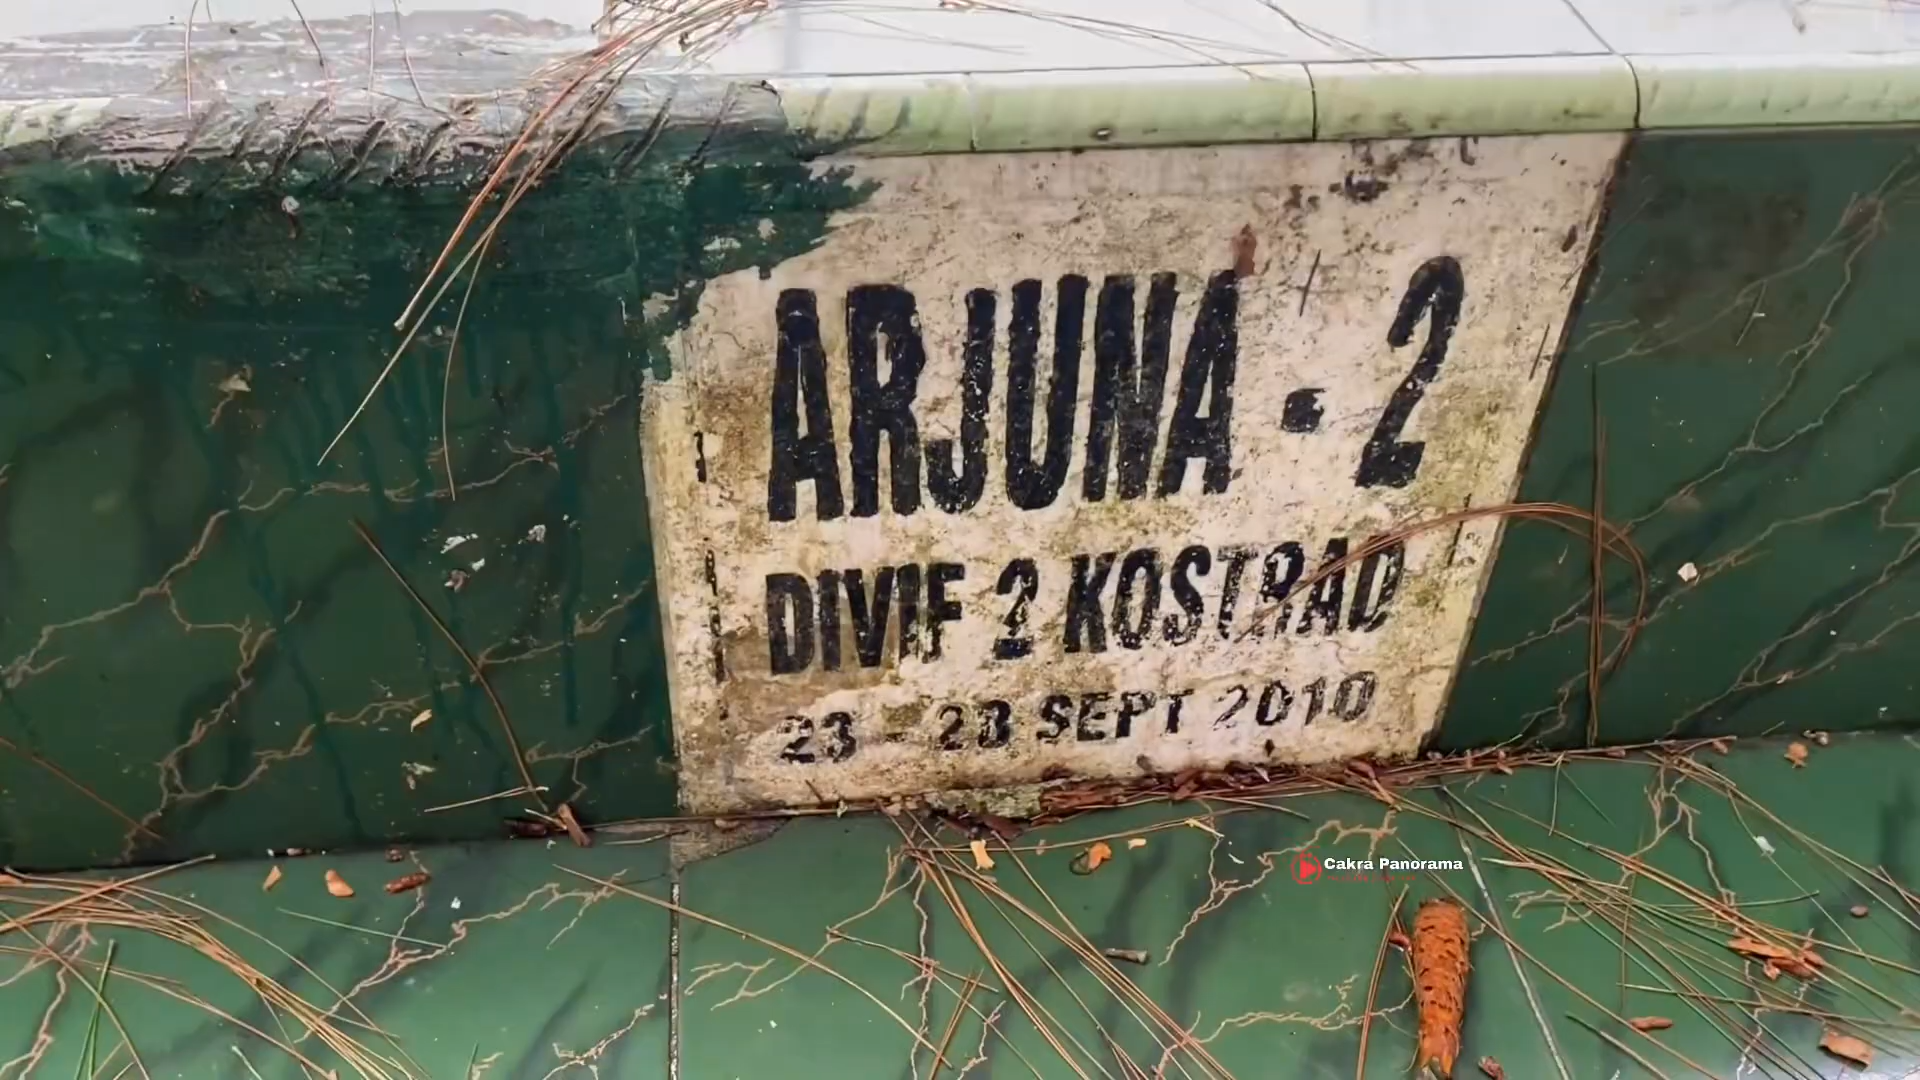 ARJUNA - 2
DIVIF 2 KOSTRAD
23 - 28 SEPT 2010
Cakra Panorama